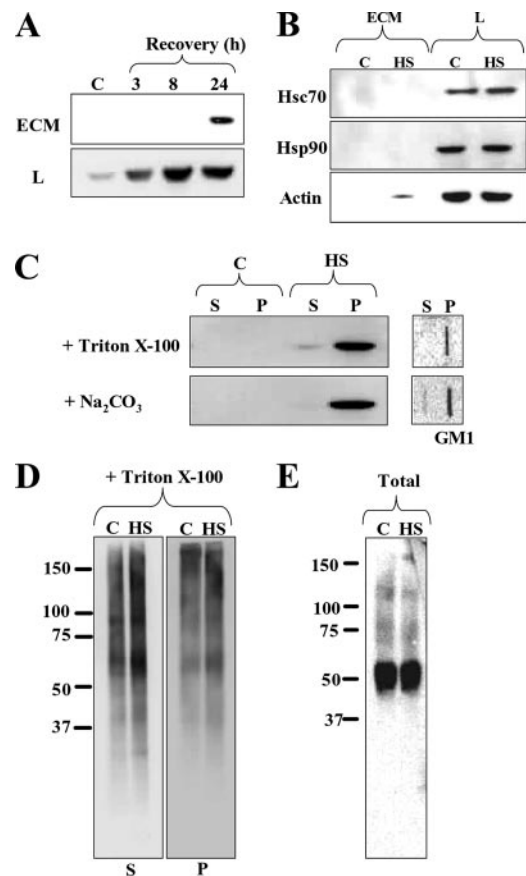 A
Recovery (h)
C 3 8 24
ECM
L
B
ECM L
C HS C HS
Hsc70
Hsp90
Actin
C
C HS
S P S P S P
+ Triton X-100
+ Na₂CO₃
GM1
D
+ Triton X-100
C HS C HS
150
100
75
50
37
S P
E
Total
C HS
150
100
75
50
37